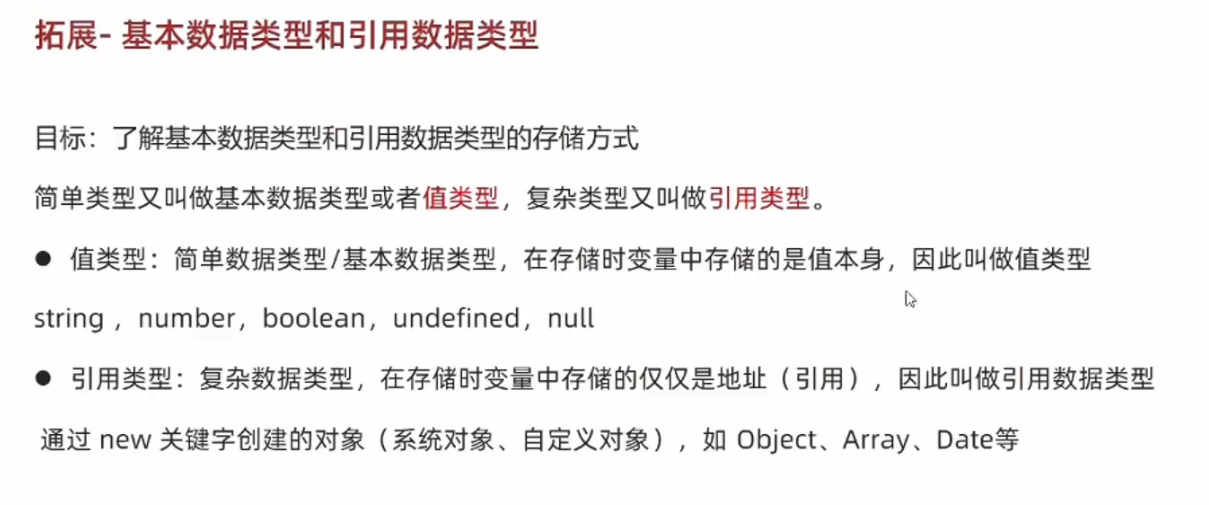 拓展- 基本数据类型和引用数据类型
目标：了解基本数据类型和引用数据类型的存储方式
简单类型又叫做基本数据类型或者值类型，复杂类型又叫做引用类型。
● 值类型：简单数据类型/基本数据类型，在存储时变量中存储的是值本身，因此叫做值类型
string ，number，boolean，undefined，null
● 引用类型：复杂数据类型，在存储时变量中存储的仅仅是地址（引用），因此叫做引用数据类型
通过 new 关键字创建的对象（系统对象、自定义对象），如 Object、Array、Date等